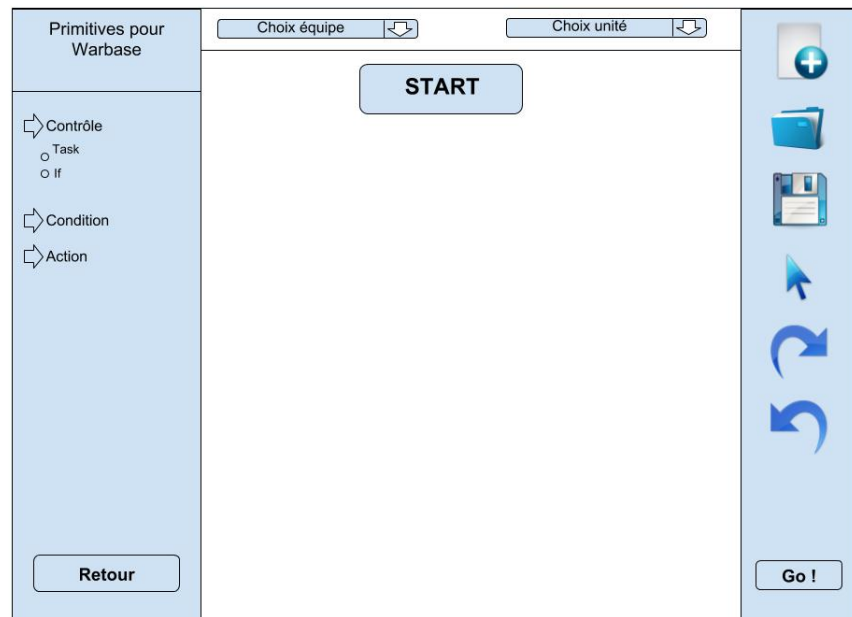 Primitives pour
Warbase
Choix équipe
Choix unité
START
Contrôle
Task
If
Condition
Action
Retour
Go !